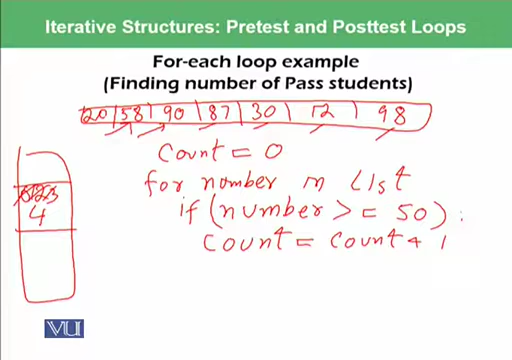 Iterative Structures: Pretest and Posttest Loops
For-each loop example
(Finding number of Pass students)
20 58 90 87 30 72 98
Count = 0
for number in List
if (number >= 50) :
Count = Count + 1
4
VU